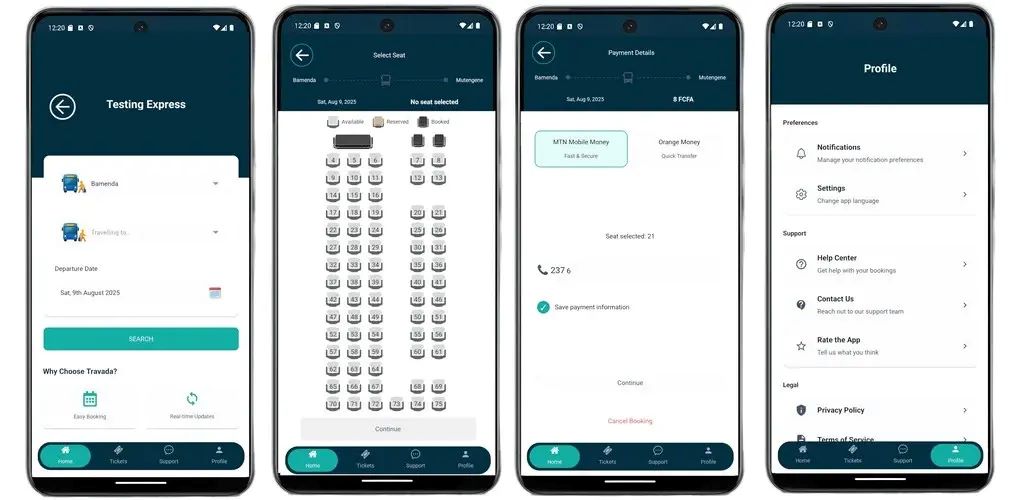 12:20
Testing Express
Bamenda
Travelling to..
Departure Date
Sat, 9th August 2025
SEARCH
Why Choose Travada?
Easy Booking
Real-time Updates
Home
Tickets
Support
Profile
12:20
Select Seat
Bamenda
Mutengene
Sat, Aug 9, 2025
No seat selected
Available
Reserved
Booked
4 5 6 7 8
9 10 11 12 13
14 15 16
17 18 19 20 21
22 23 24 25 26
27 28 29 30 31
32 33 34 35 36
37 38 39 40 41
42 43 44 45 46
47 48 49 50 51
52 53 54 55 56
57 58 59 60 61
62 63 64
65 66 67 68 69
70 71 72 73 74 75
Continue
Home
Tickets
Support
Profile
12:20
Payment Details
Bamenda
Mutengene
Sat, Aug 9, 2025
8 FCFA
MTN Mobile Money
Fast & Secure
Orange Money
Quick Transfer
Seat selected: 21
237 6
Save payment information
Continue
Cancel Booking
Home
Tickets
Support
Profile
12:20
Profile
Preferences
Notifications
Manage your notification preferences
Settings
Change app language
Support
Help Center
Get help with your bookings
Contact Us
Reach out to our support team
Rate the App
Tell us what you think
Legal
Privacy Policy
Terms of Service
Home
Tickets
Support
Profile